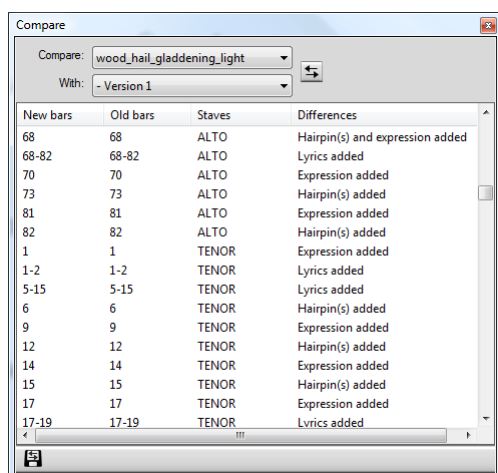 Compare
Compare: wood_hail_gladdening_light
With: - Version 1
New bars Old bars Staves Differences
68 68 ALTO Hairpin(s) and expression added
68-82 68-82 ALTO Lyrics added
70 70 ALTO Expression added
73 73 ALTO Hairpin(s) added
81 81 ALTO Expression added
82 82 ALTO Hairpin(s) added
1 1 TENOR Expression added
1-2 1-2 TENOR Lyrics added
5-15 5-15 TENOR Lyrics added
6 6 TENOR Hairpin(s) added
9 9 TENOR Expression added
12 12 TENOR Hairpin(s) added
14 14 TENOR Expression added
15 15 TENOR Hairpin(s) added
17 17 TENOR Expression added
17-19 17-19 TENOR Lyrics added